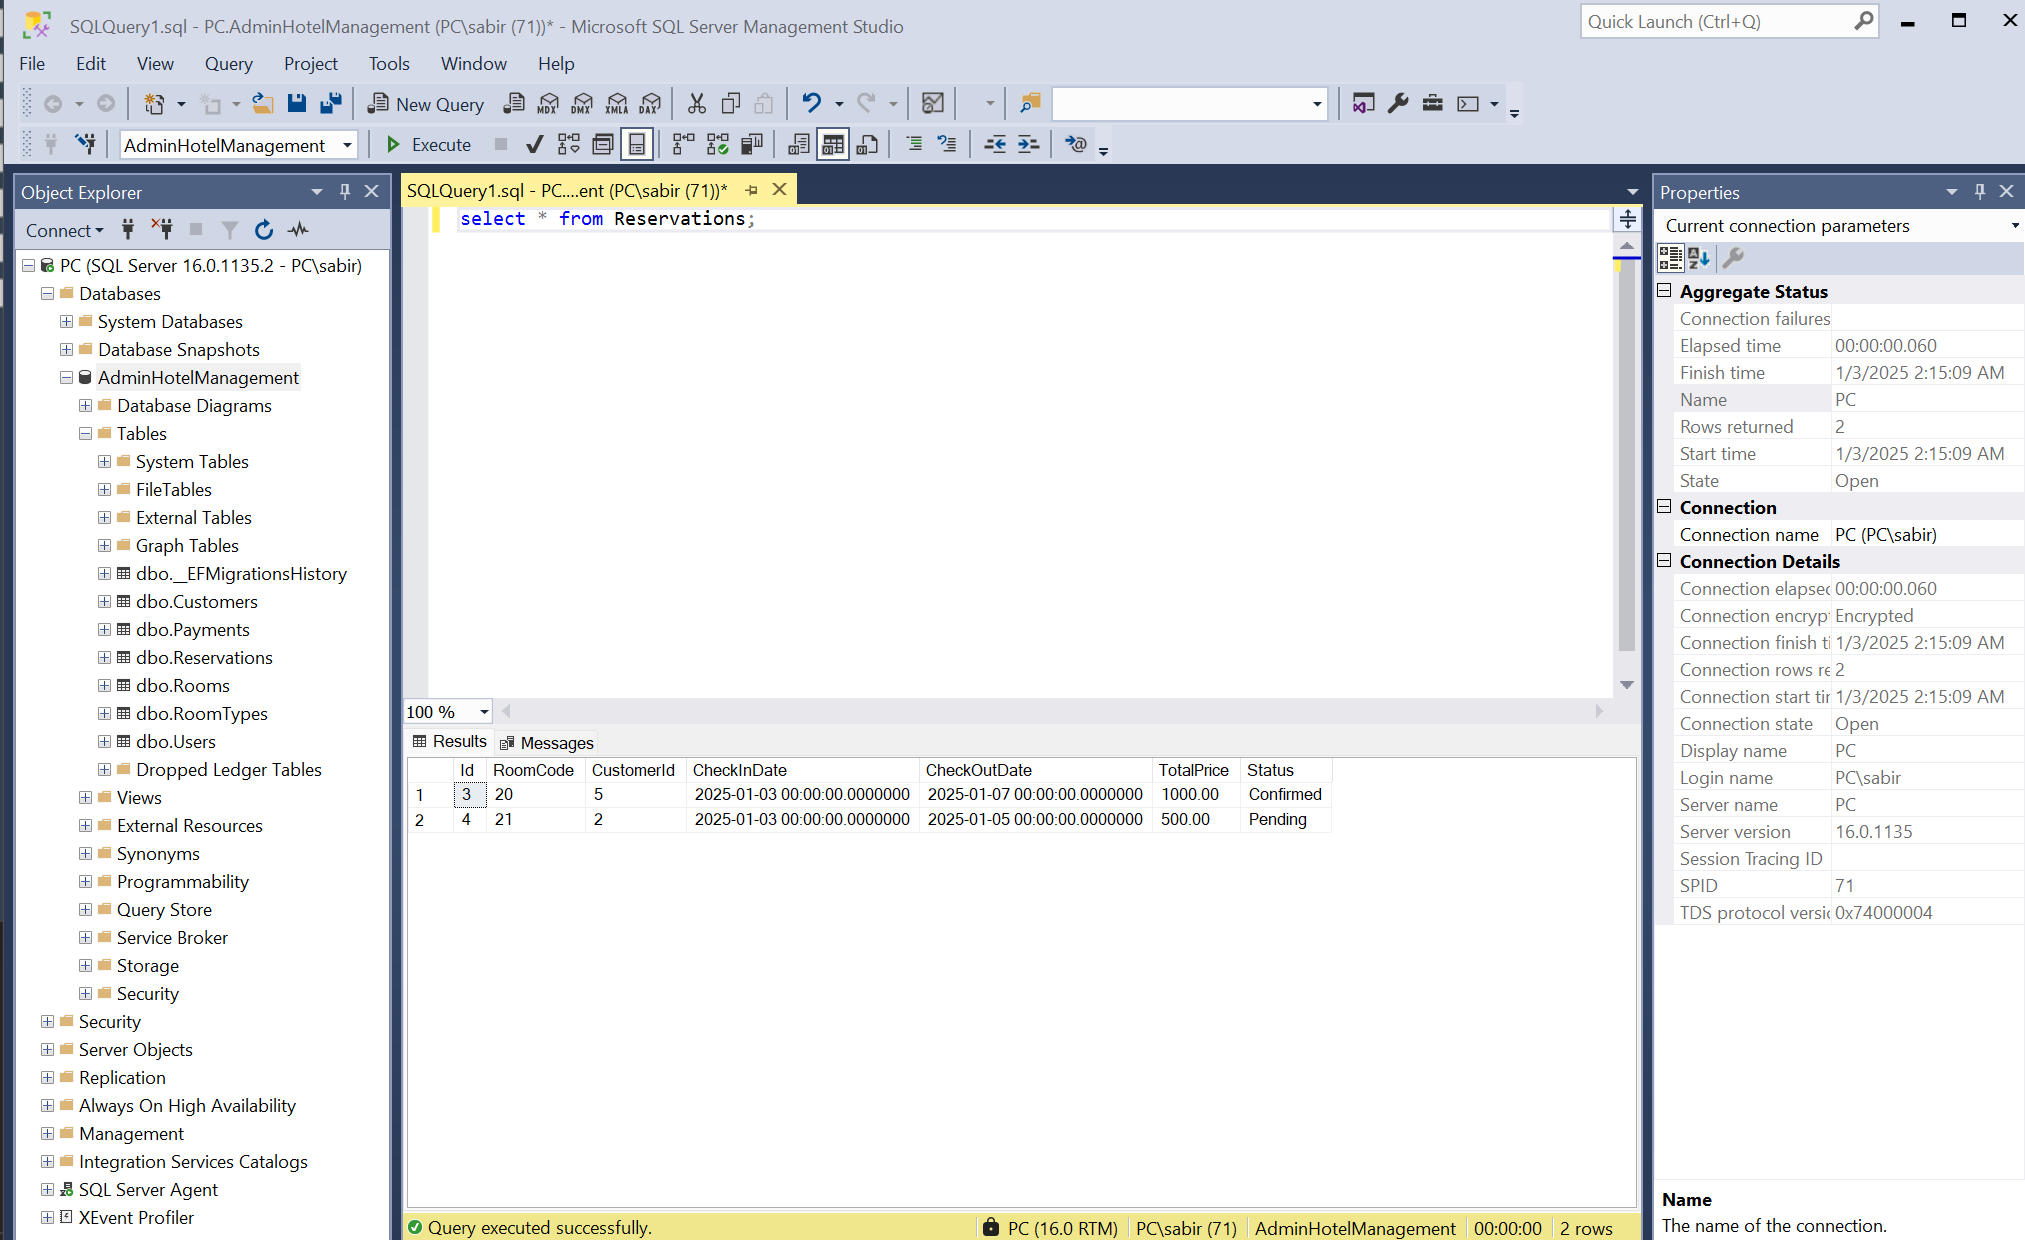 SQLQuery1.sql - PC.AdminHotelManagement (PC\sabir (71))* - Microsoft SQL Server Management Studio
Quick Launch (Ctrl+Q)
File Edit View Query Project Tools Window Help
New Query MDX DMX XMLA DAX
AdminHotelManagement Execute
Object Explorer
Connect
PC (SQL Server 16.0.1135.2 - PC\sabir)
Databases
System Databases
Database Snapshots
AdminHotelManagement
Database Diagrams
Tables
System Tables
FileTables
External Tables
Graph Tables
dbo.__EFMigrationsHistory
dbo.Customers
dbo.Payments
dbo.Reservations
dbo.Rooms
dbo.RoomTypes
dbo.Users
Dropped Ledger Tables
Views
External Resources
Synonyms
Programmability
Query Store
Service Broker
Storage
Security
Security
Server Objects
Replication
Always On High Availability
Management
Integration Services Catalogs
SQL Server Agent
XEvent Profiler
SQLQuery1.sql - PC....ent (PC\sabir (71))*
select * from Reservations;
100 %
Results Messages
Id RoomCode CustomerId CheckInDate CheckOutDate TotalPrice Status
1 3 20 5 2025-01-03 00:00:00.0000000 2025-01-07 00:00:00.0000000 1000.00 Confirmed
2 4 21 2 2025-01-03 00:00:00.0000000 2025-01-05 00:00:00.0000000 500.00 Pending
Query executed successfully. PC (16.0 RTM) PC\sabir (71) AdminHotelManagement 00:00:00 2 rows
Properties
Current connection parameters
Aggregate Status
Connection failures
Elapsed time 00:00:00.060
Finish time 1/3/2025 2:15:09 AM
Name PC
Rows returned 2
Start time 1/3/2025 2:15:09 AM
State Open
Connection
Connection name PC (PC\sabir)
Connection Details
Connection elapsec 00:00:00.060
Connection encryp Encrypted
Connection finish ti 1/3/2025 2:15:09 AM
Connection rows re 2
Connection start tir 1/3/2025 2:15:09 AM
Connection state Open
Display name PC
Login name PC\sabir
Server name PC
Server version 16.0.1135
Session Tracing ID
SPID 71
TDS protocol versic 0x74000004
Name
The name of the connection.